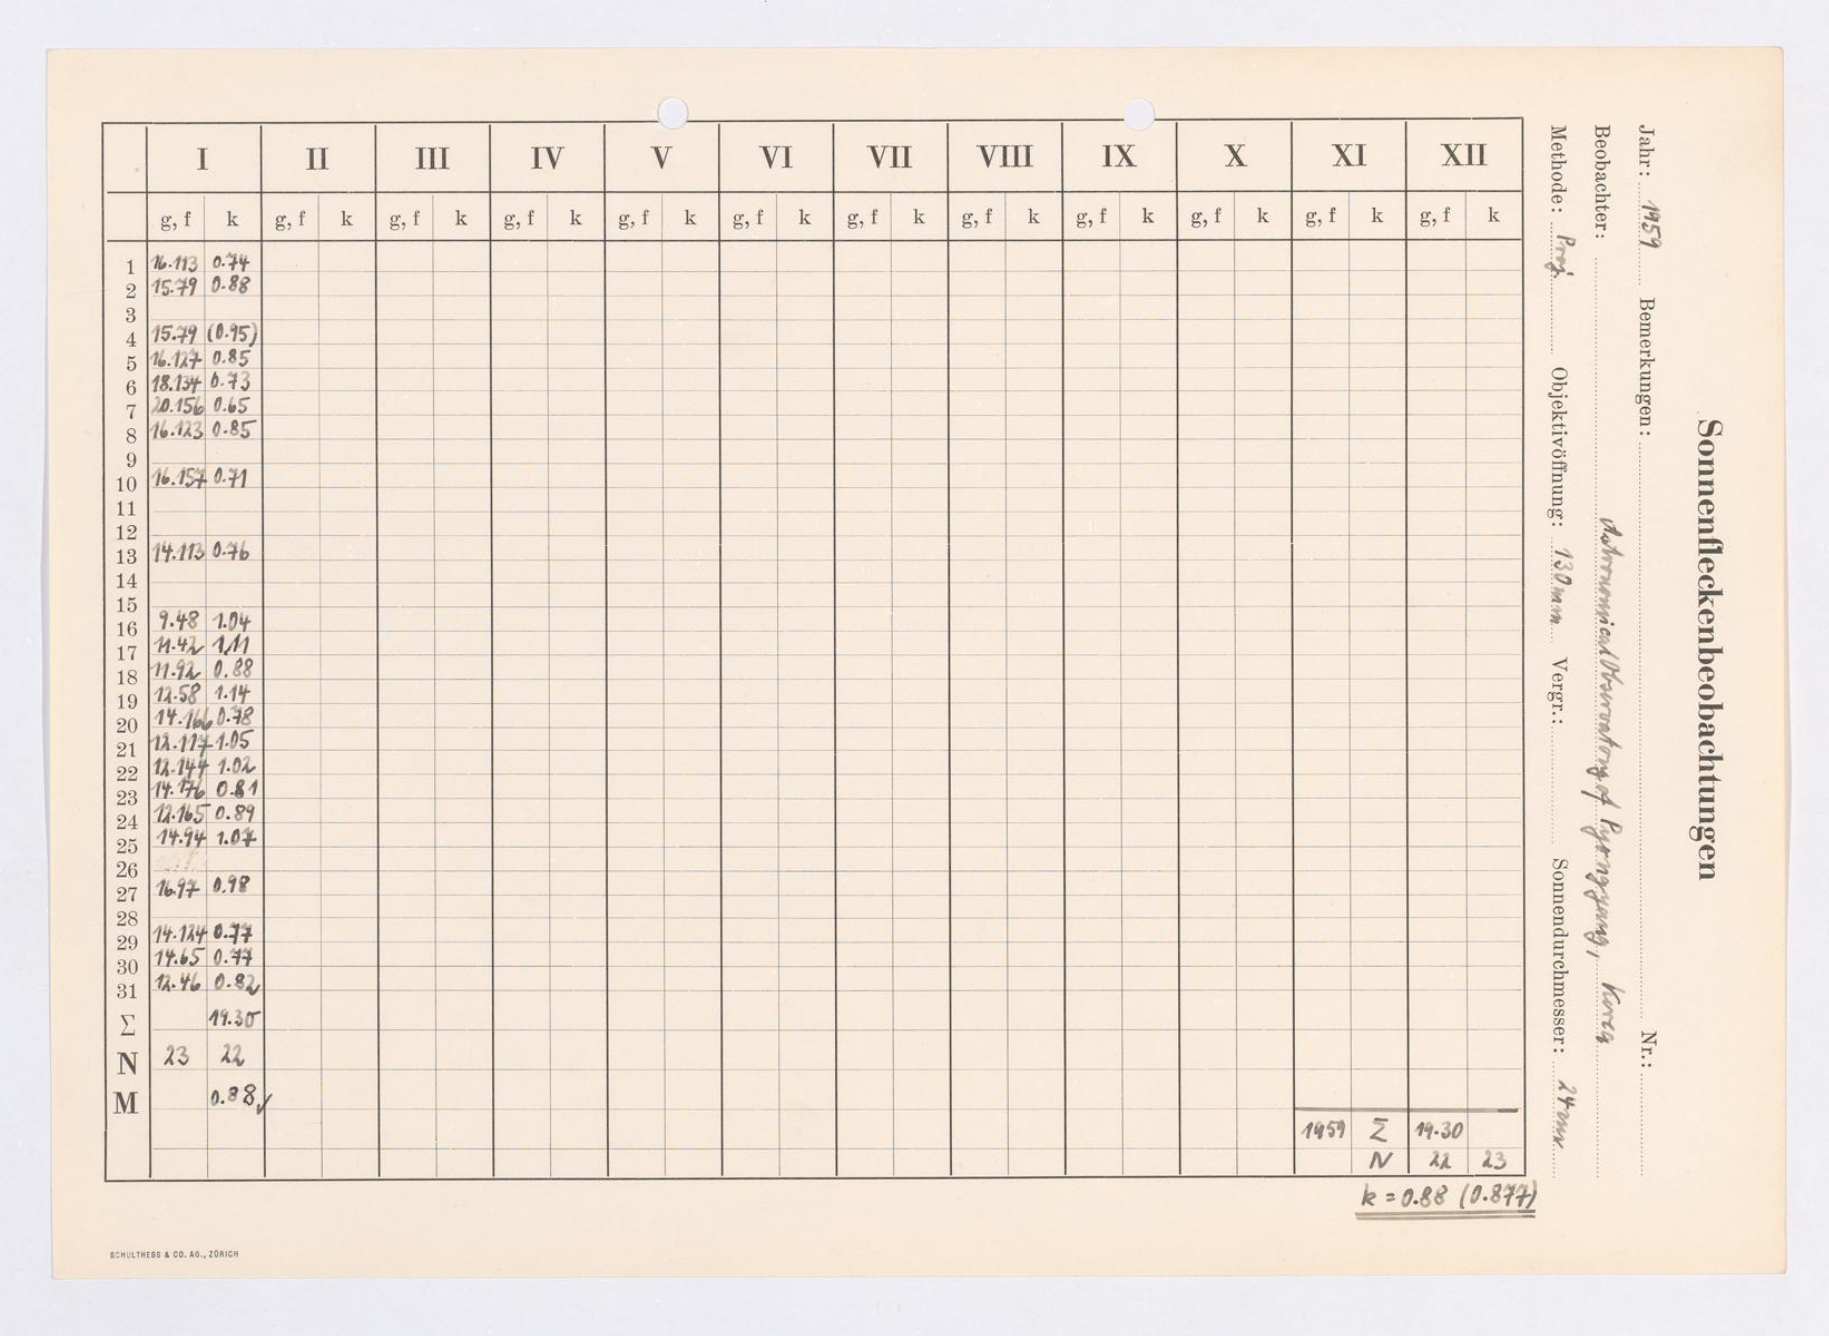 Sonnenfleckenbeobachtungen
Jahr: 1959 Bemerkungen: Nr.:
Beobachter: Astronomical Observatory of Pyongyang, Korea
Methode: Proj. Objektivöffnung: 130mm Vergr.: Sonnendurchmesser: 24
I II III IV V VI VII VIII IX X XI XII
g, f k g, f k g, f k g, f k g, f k g, f k g, f k g, f k g, f k g, f k g, f k g, f k
1 16.113 0.74
2 15.79 0.88
3
4 15.79 (0.95)
5 16.127 0.85
6 18.134 0.73
7 20.156 0.65
8 16.123 0.85
9
10 16.157 0.71
11
12
13 14.113 0.76
14
15
16 9.48 1.04
17 11.42 1.11
18 11.92 0.88
19 12.58 1.14
20 14.166 0.78
21 12.117 1.05
22 12.144 1.02
23 14.176 0.81
24 12.165 0.89
25 14.94 1.07
26
27 16.97 0.98
28
29 14.124 0.77
30 14.65 0.77
31 12.46 0.82
Σ 19.30
N 23 22
M 0.88
1959 Σ 19.30
N 22 23
k = 0.88 (0.877)
SCHULTHESS & CO. AG., ZÜRICH